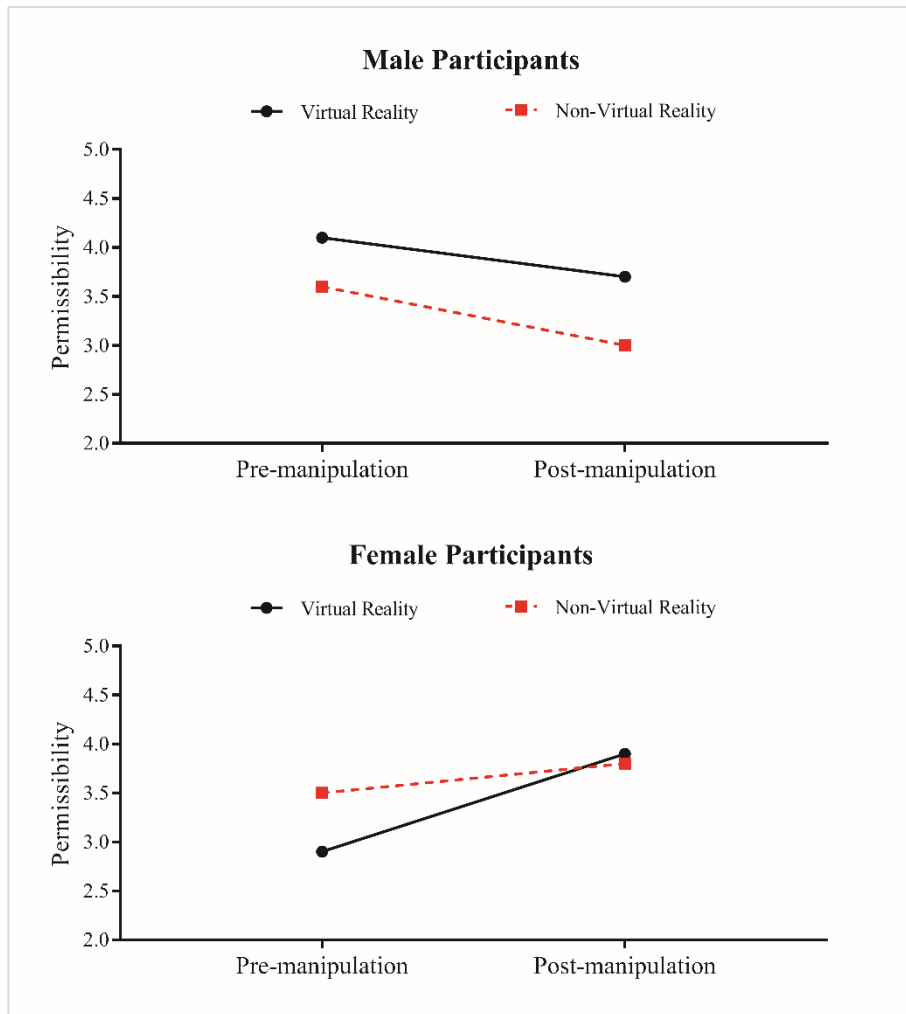 Male Participants
Virtual Reality Non-Virtual Reality
5.0
4.5
4.0
3.5
3.0
2.5
2.0
Permissibility
Pre-manipulation Post-manipulation
Female Participants
Virtual Reality Non-Virtual Reality
5.0
4.5
4.0
3.5
3.0
2.5
2.0
Permissibility
Pre-manipulation Post-manipulation